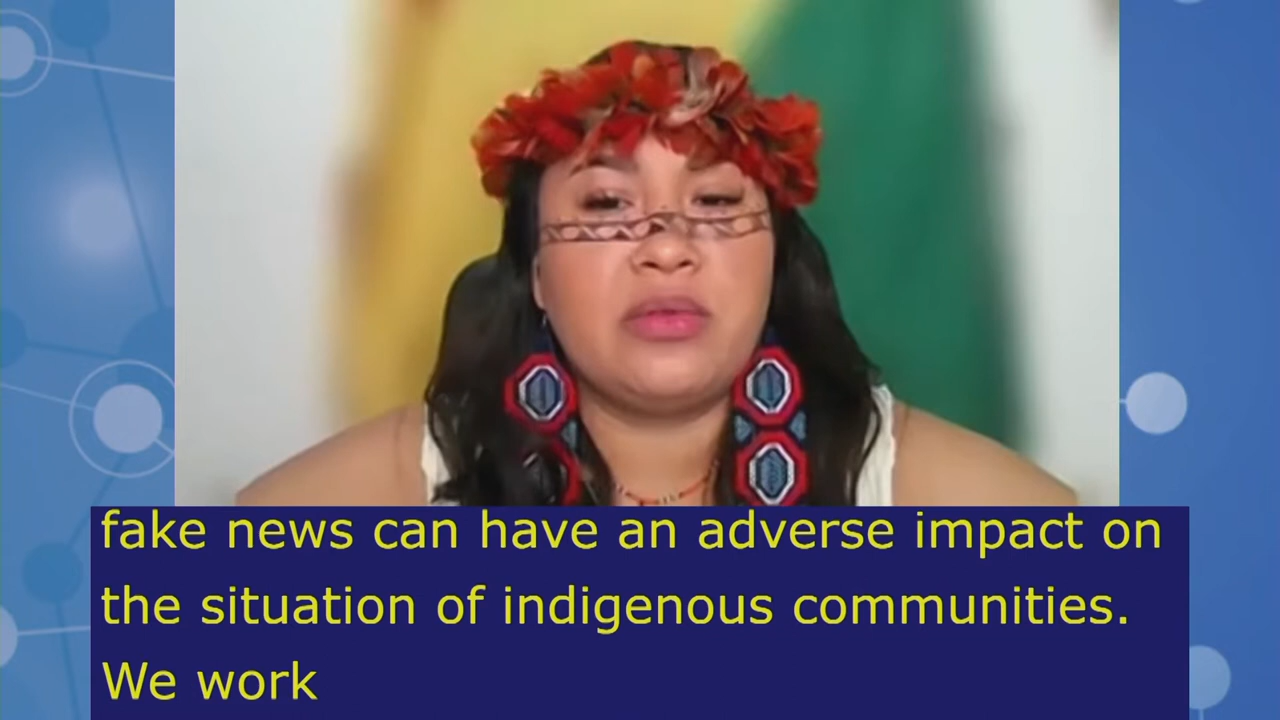 fake news can have an adverse impact on
the situation of indigenous communities.
We work